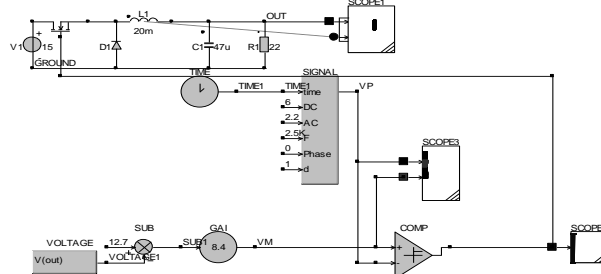 SCOPE1
L1
OUT
V1
15
20m
D1
C1
47u
R1
22
GROUND
TIME
SIGNAL
TIME1
TIME1
time
VP
6
DC
2.2
AC
2.5K
F
0
Phase
1
d
SCOPE3
SUB
GAI
COMP
SCOPE
VOLTAGE
12.7
SUB1
8.4
VM
V(out)
VOLTAGE1